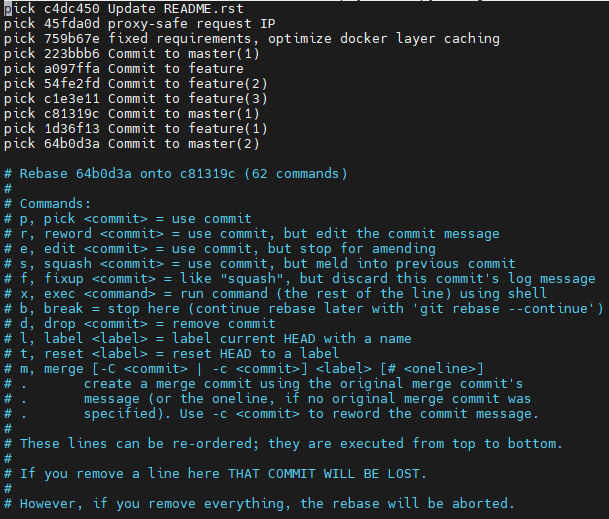 pick c4dc450 Update README.rst
pick 45fda0d proxy-safe request IP
pick 759b67e fixed requirements, optimize docker layer caching
pick 223bbb6 Commit to master(1)
pick a097ffa Commit to feature
pick 54fe2fd Commit to feature(2)
pick c1e3e11 Commit to feature(3)
pick c81319c Commit to master(1)
pick 1d36f13 Commit to feature(1)
pick 64b0d3a Commit to master(2)
# Rebase 64b0d3a onto c81319c (62 commands)
#
# Commands:
# p, pick <commit> = use commit
# r, reword <commit> = use commit, but edit the commit message
# e, edit <commit> = use commit, but stop for amending
# s, squash <commit> = use commit, but meld into previous commit
# f, fixup <commit> = like "squash", but discard this commit's log message
# x, exec <command> = run command (the rest of the line) using shell
# b, break = stop here (continue rebase later with 'git rebase --continue')
# d, drop <commit> = remove commit
# l, label <label> = label current HEAD with a name
# t, reset <label> = reset HEAD to a label
# m, merge [-C <commit> | -c <commit>] <label> [# <oneline>]
# .       create a merge commit using the original merge commit's
# .       message (or the oneline, if no original merge commit was
# .       specified). Use -c <commit> to reword the commit message.
#
# These lines can be re-ordered; they are executed from top to bottom.
#
# If you remove a line here THAT COMMIT WILL BE LOST.
#
# However, if you remove everything, the rebase will be aborted.